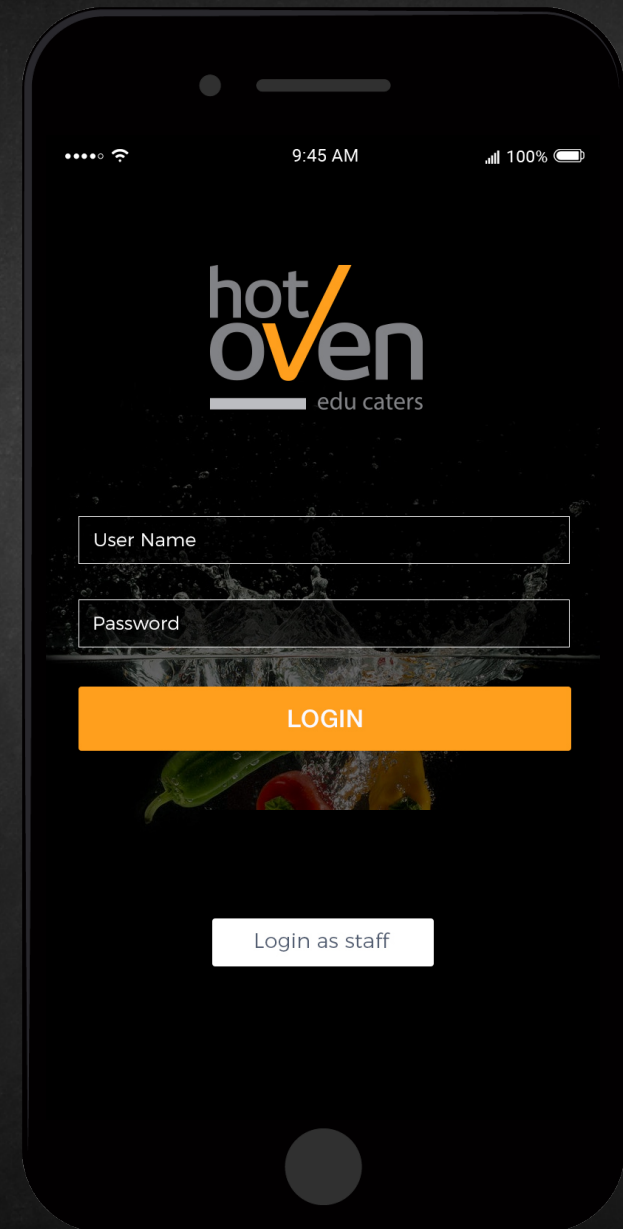 9:45 AM
100%
hot
oven
edu caters
User Name
Password
LOGIN
Login as staff